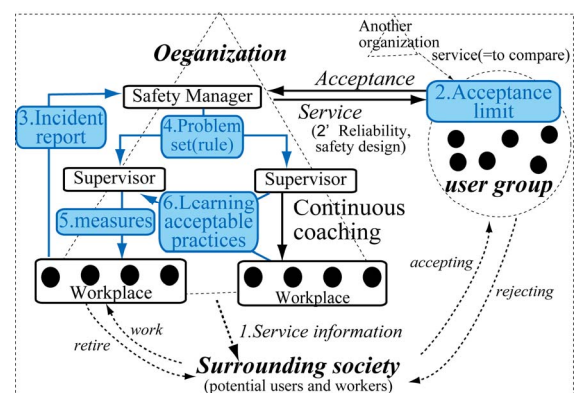 Another
organization
service(=to compare)
Oeganization
Acceptance
Safety Manager
2.Acceptance
limit
3.Incident
report
Service
(2' Reliability,
safety design)
4.Problem
set(rule)
Supervisor
Supervisor
user group
6.Learning
acceptable
practices
5.measures
Continuous
coaching
Workplace
Workplace
accepting
rejecting
work
retire
1.Service information
Surrounding society
(potential users and workers)